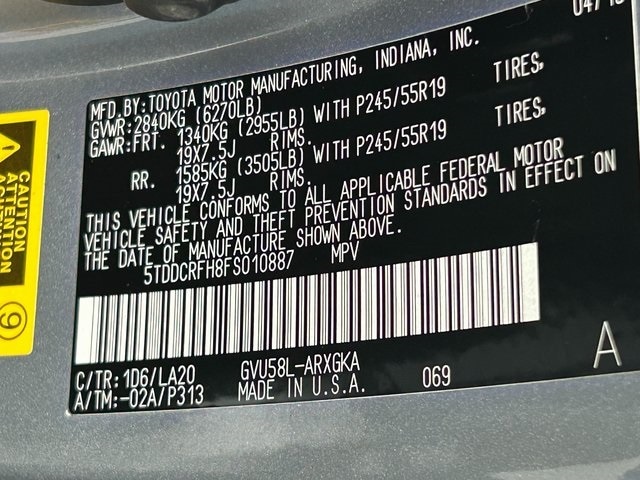 04/15
MFD.BY:TOYOTA MOTOR MANUFACTURING, INDIANA, INC.
GVWR:2840KG (6270LB)
GAWR:FRT. 1340KG (2955LB) WITH P245/55R19 TIRES,
19X7.5J RIMS.
RR. 1585KG (3505LB) WITH P245/55R19 TIRES,
19X7.5J RIMS.
THIS VEHICLE CONFORMS TO ALL APPLICABLE FEDERAL MOTOR
VEHICLE SAFETY AND THEFT PREVENTION STANDARDS IN EFFECT ON
THE DATE OF MANUFACTURE SHOWN ABOVE.
5TDDCRFH8FS010887 MPV
C/TR:1D6/LA20 GVU58L-ARXGKA
A/TM:-02A/P313 MADE IN U.S.A. 069
A
CAUTION
ATTENTION
9